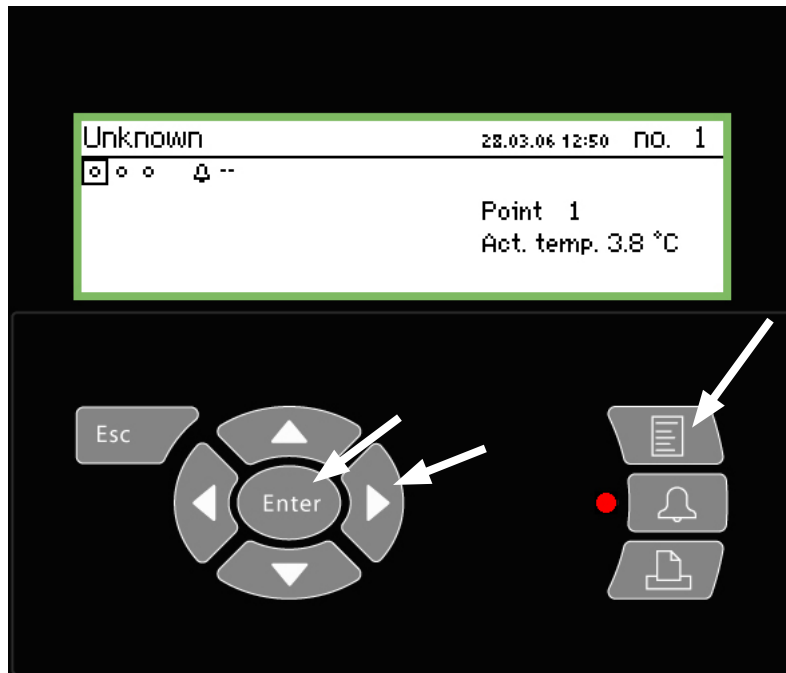 Unknown 28.03.06 12:50 no. 1
--
Point 1
Act. temp. 3.8 °C
Esc
Enter